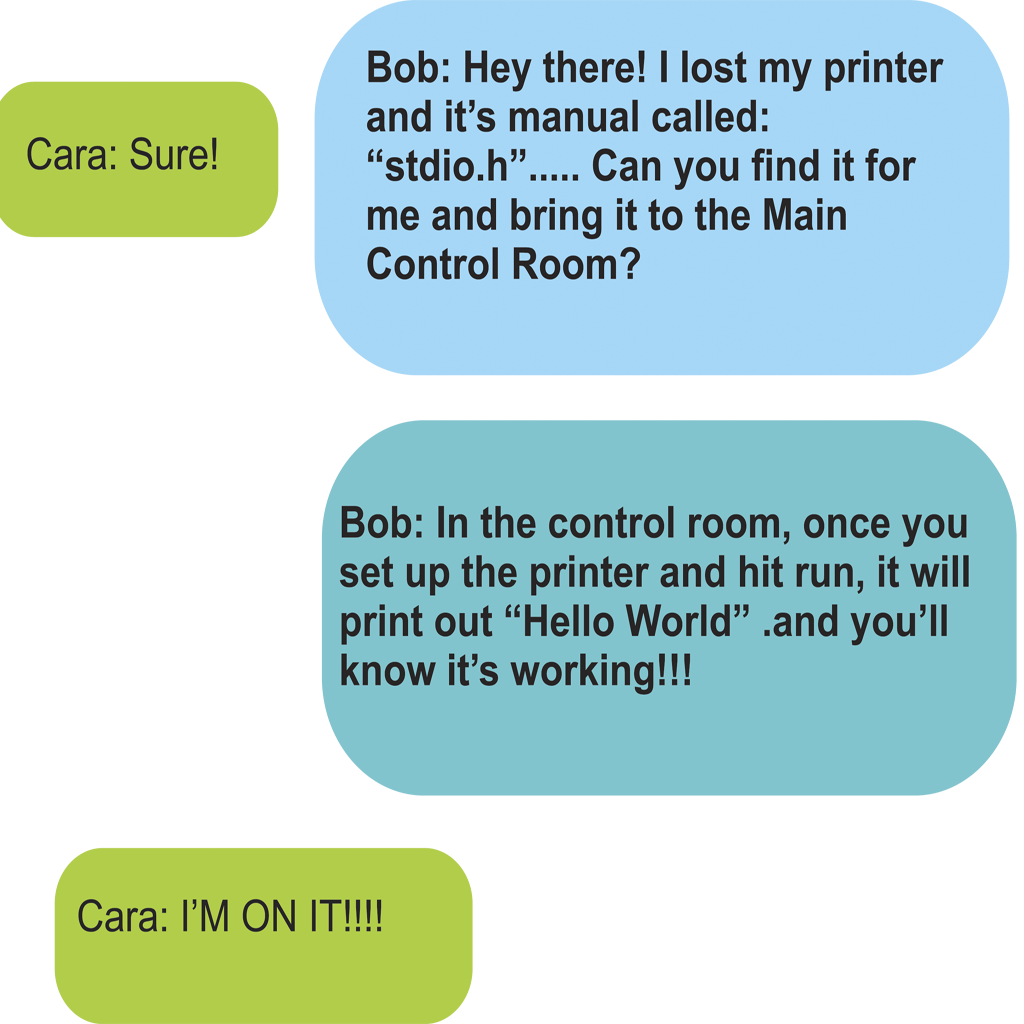 Bob: Hey there! I lost my printer
and it’s manual called:
“stdio.h”..... Can you find it for
me and bring it to the Main
Control Room?
Cara: Sure!
Bob: In the control room, once you
set up the printer and hit run, it will
print out “Hello World” .and you’ll
know it’s working!!!
Cara: I’M ON IT!!!!